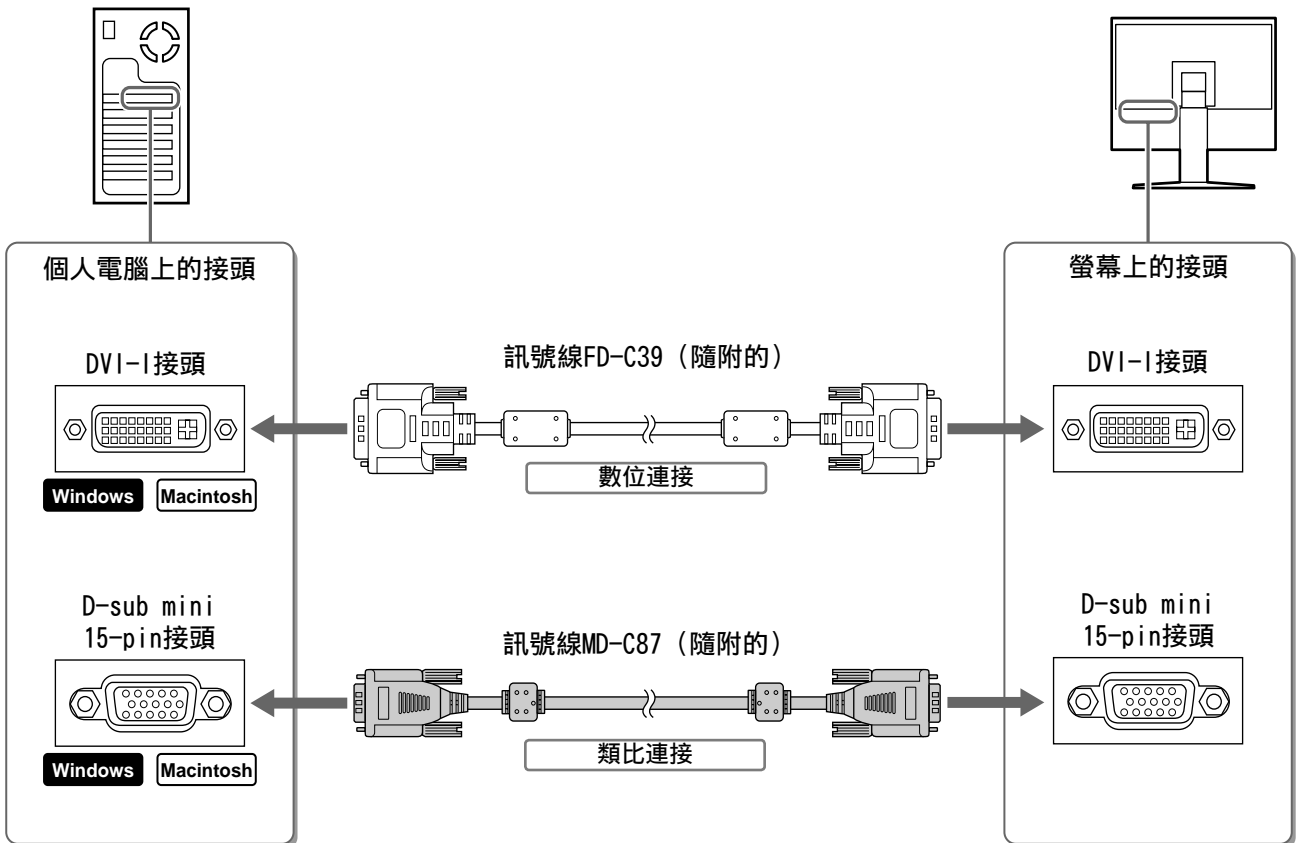 個人電腦上的接頭
DVI-I接頭
Windows
Macintosh
D-sub mini
15-pin接頭
Windows
Macintosh
訊號線FD-C39 (隨附的)
數位連接
訊號線MD-C87 (隨附的)
類比連接
螢幕上的接頭
DVI-I接頭
D-sub mini
15-pin接頭